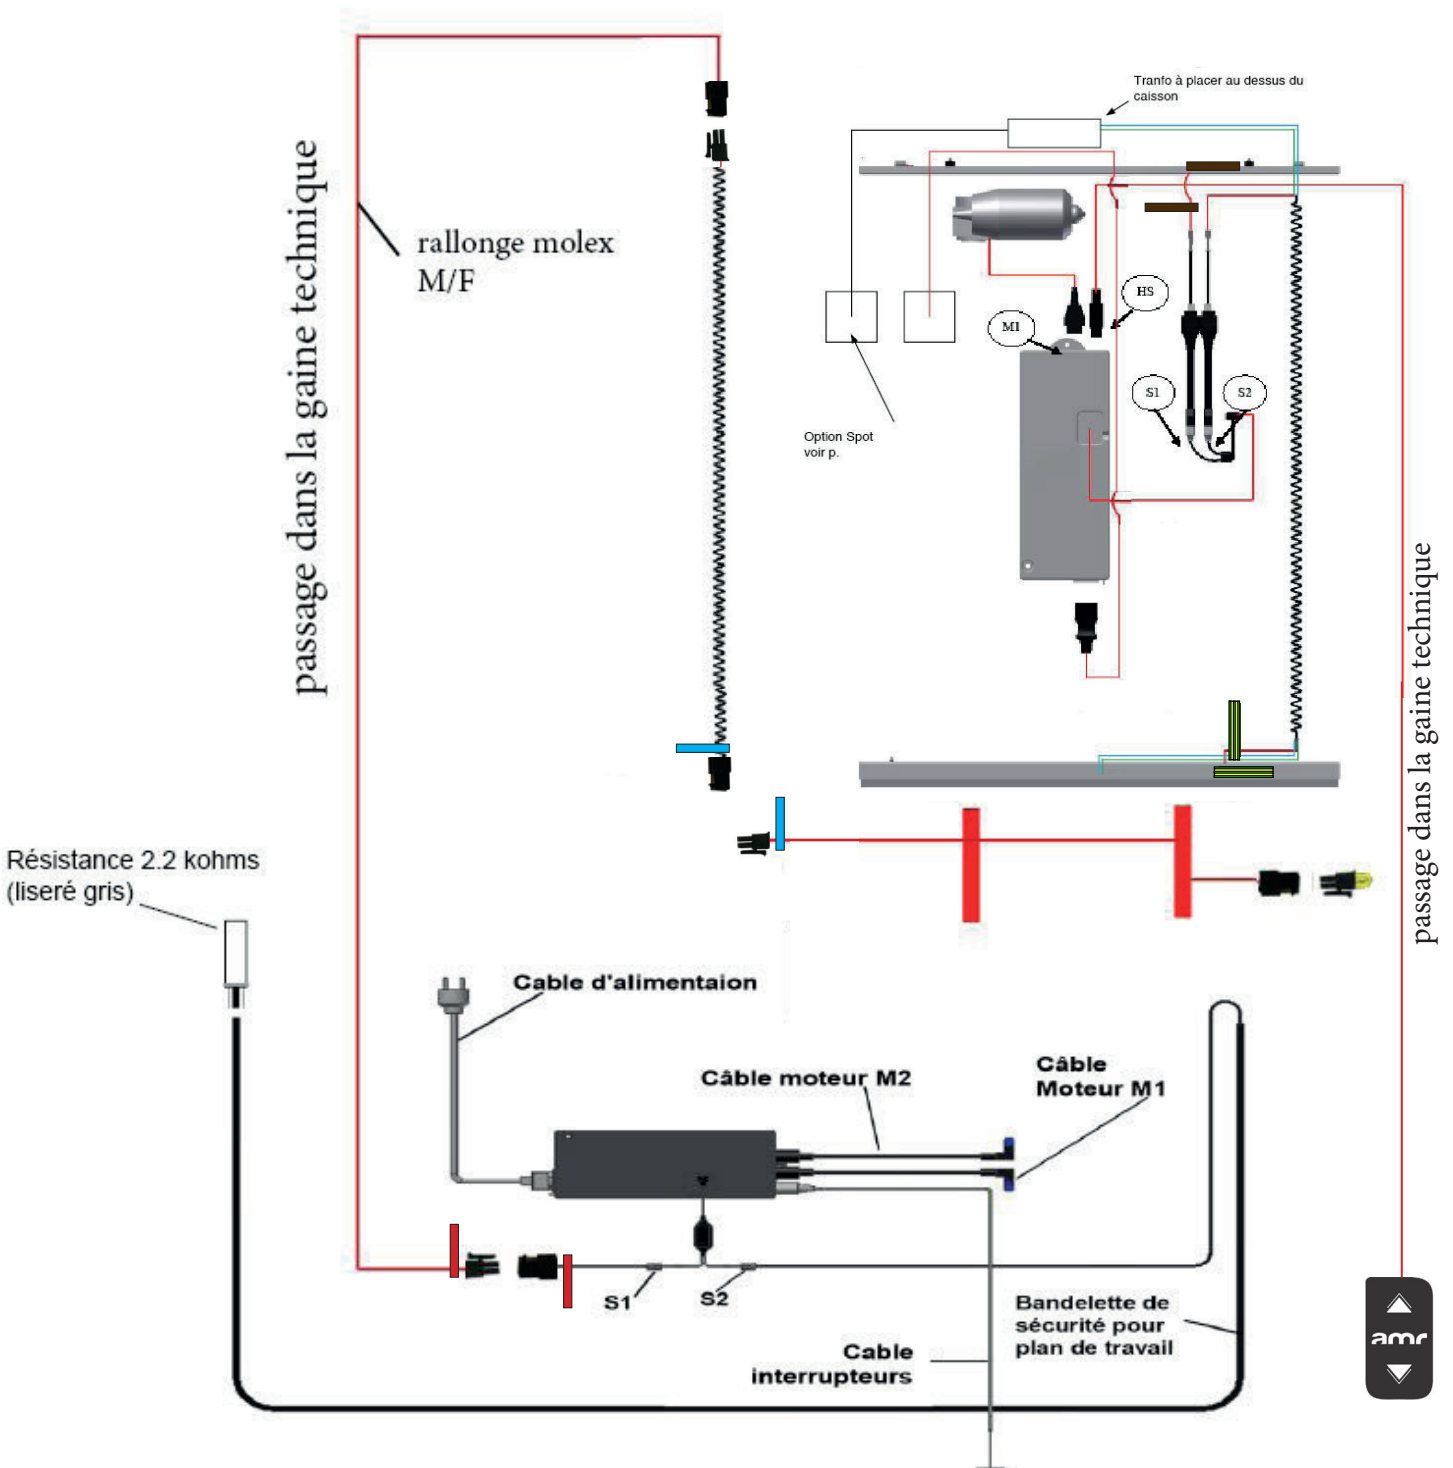 Tranfo à placer au dessus du
caisson
passage dans la gaine technique
rallonge molex
M/F
HS
M1
S1
S2
Option Spot
voir p.
passage dans la gaine technique
Résistance 2.2 kohms
(liseré gris)
Cable d'alimentaion
Câble moteur M2
Câble
Moteur M1
S1
S2
Bandelette de
sécurité pour
plan de travail
Cable
interrupteurs
amr